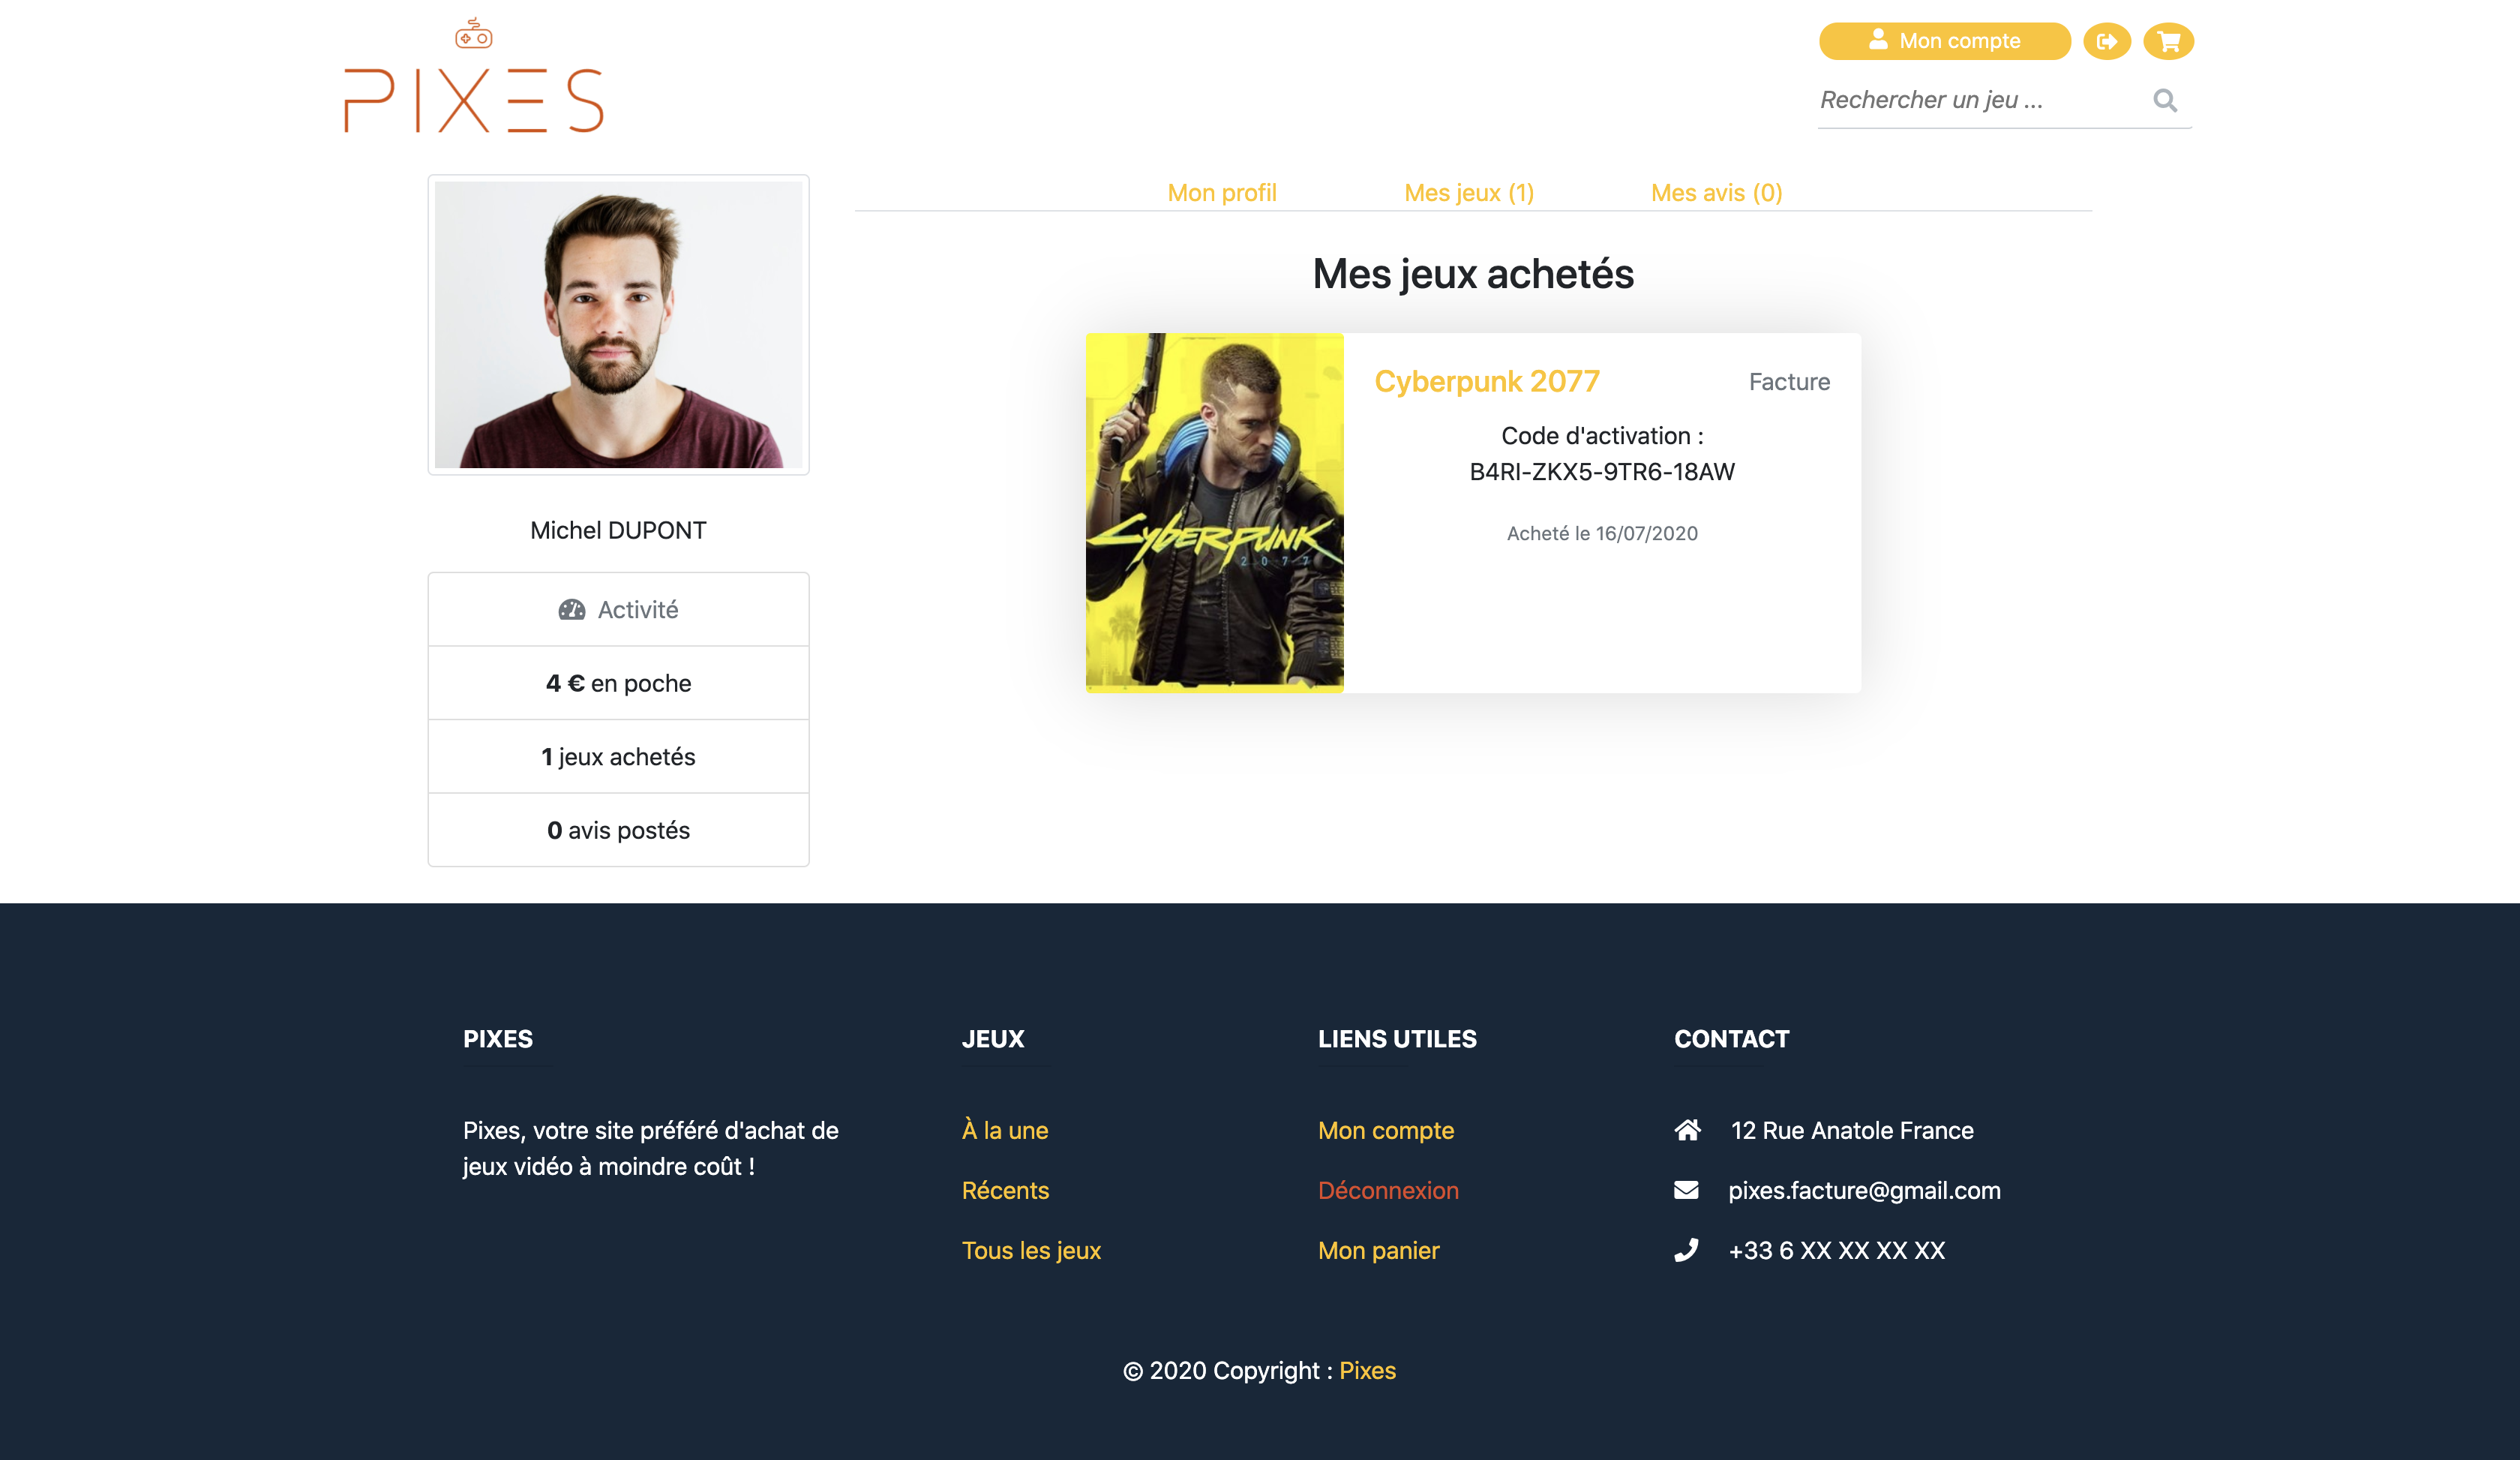 PIXES
Mon compte
Rechercher un jeu ...
Mon profil
Mes jeux (1)
Mes avis (0)
Mes jeux achetés
Cyberpunk 2077
Facture
Code d'activation :
B4RI-ZKX5-9TR6-18AW
Acheté le 16/07/2020
CYBERPUNK
2077
Michel DUPONT
Activité
4 € en poche
1 jeux achetés
0 avis postés
PIXES
Pixes, votre site préféré d'achat de
jeux vidéo à moindre coût !
JEUX
À la une
Récents
Tous les jeux
LIENS UTILES
Mon compte
Déconnexion
Mon panier
CONTACT
12 Rue Anatole France
pixes.facture@gmail.com
+33 6 XX XX XX XX
© 2020 Copyright : Pixes